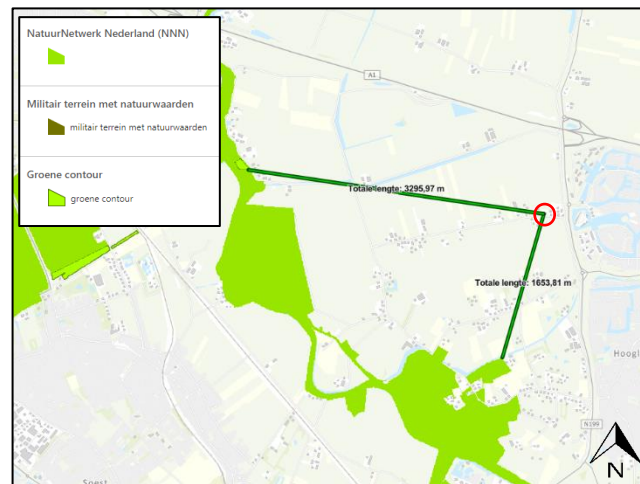 NatuurNetwerk Nederland (NNN)
Militair terrein met natuurwaarden
militair terrein met natuurwaarden
Groene contour
groene contour
A1
Totale lengte: 3295,97 m
Totale lengte: 1653,81 m
Hoogl
N199
Soest
N